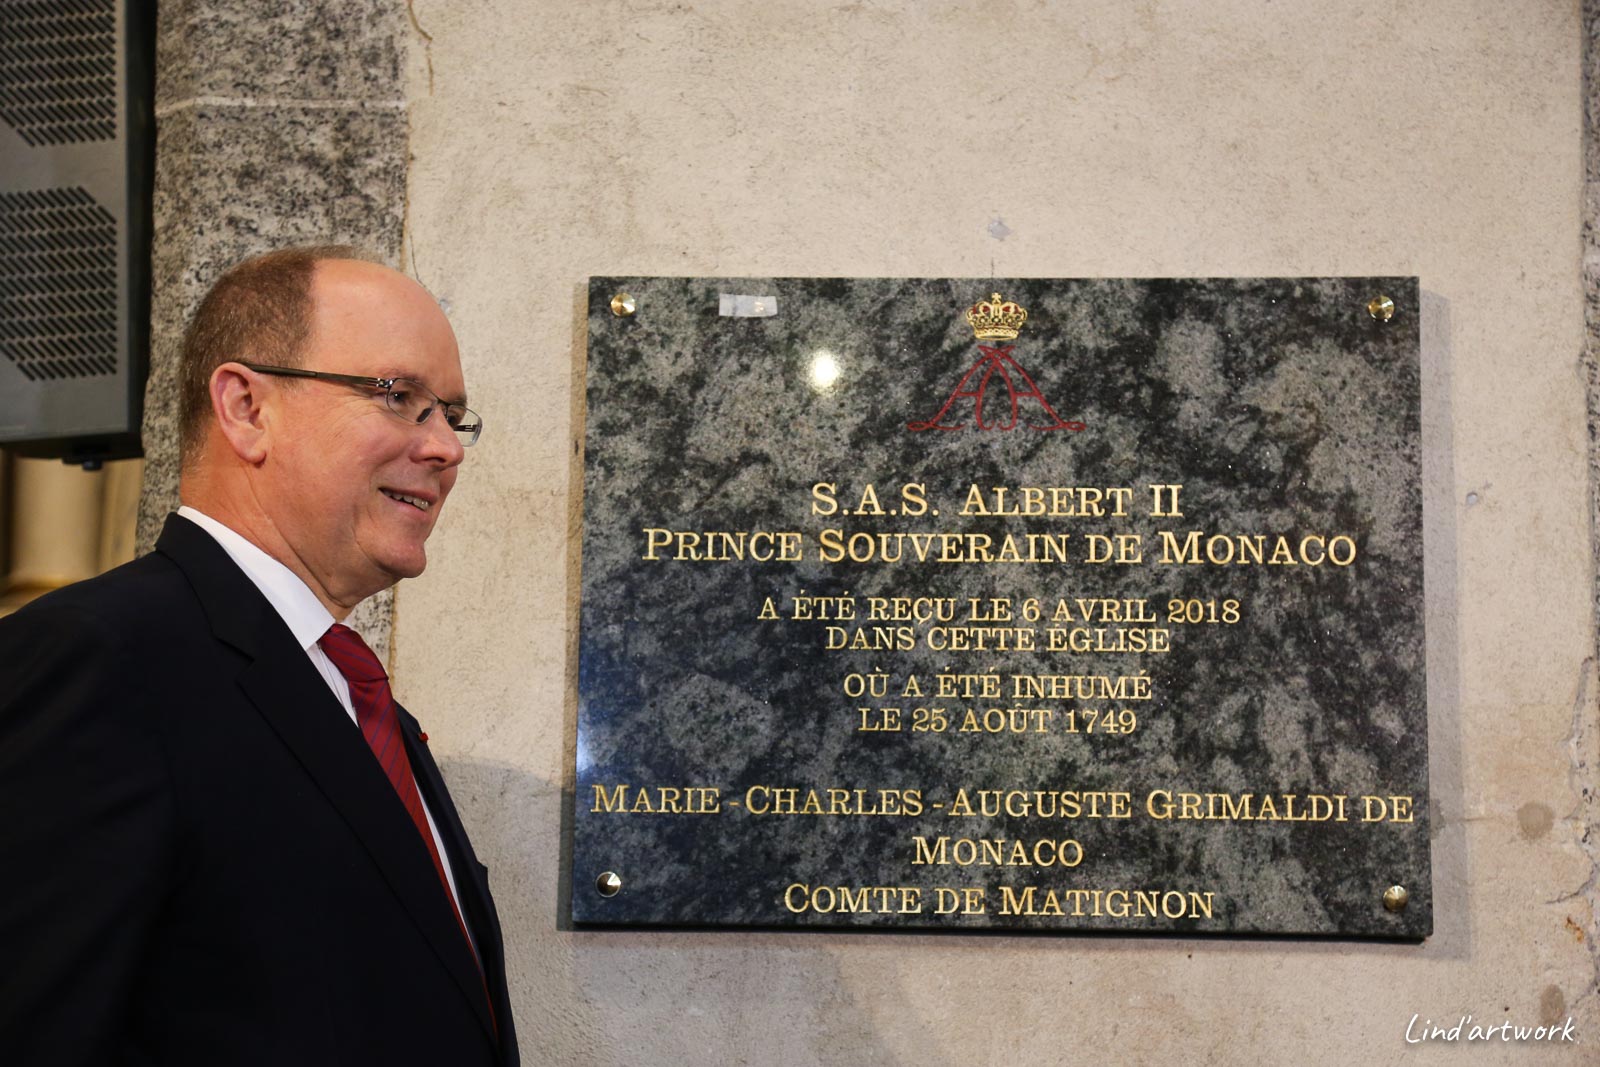 S.A.S. ALBERT II
PRINCE SOUVERAIN DE MONACO
A ÉTÉ REÇU LE 6 AVRIL 2018
DANS CETTE ÉGLISE
OÙ A ÉTÉ INHUMÉ
LE 25 AOÛT 1749
MARIE-CHARLES-AUGUSTE GRIMALDI DE
MONACO
COMTE DE MATIGNON
Lind'artwork